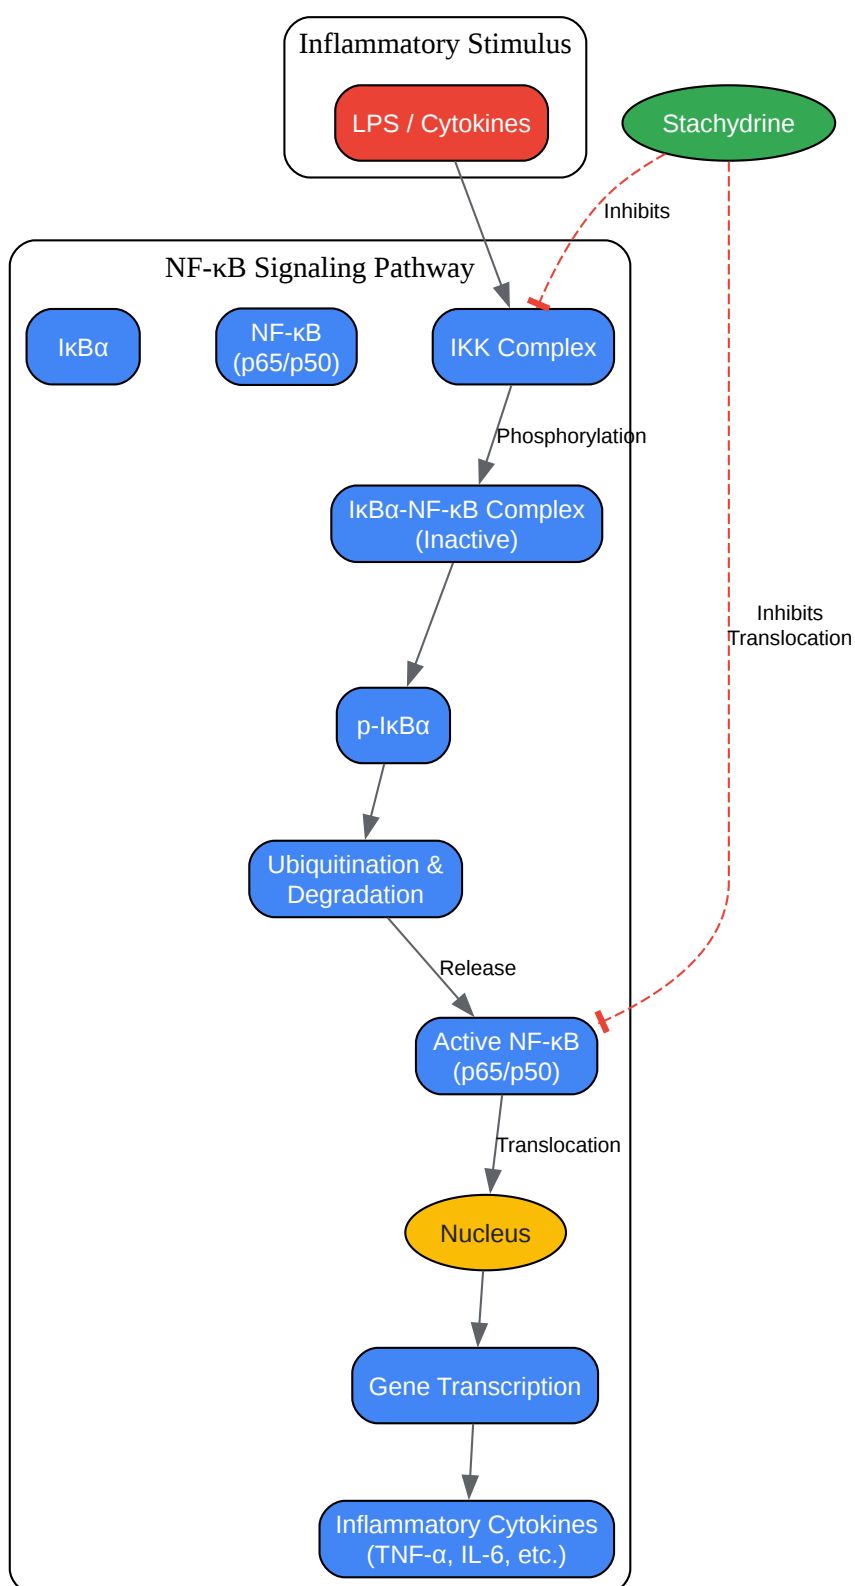 Inflammatory Stimulus
LPS / Cytokines
Stachydrine
Inhibits
NF-κB Signaling Pathway
IκBα
NF-κB
(p65/p50)
IKK Complex
Phosphorylation
IκBα-NF-κB Complex
(Inactive)
Inhibits
Translocation
p-IκBα
Ubiquitination &
Degradation
Release
Active NF-κB
(p65/p50)
Translocation
Nucleus
Gene Transcription
Inflammatory Cytokines
(TNF-α, IL-6, etc.)